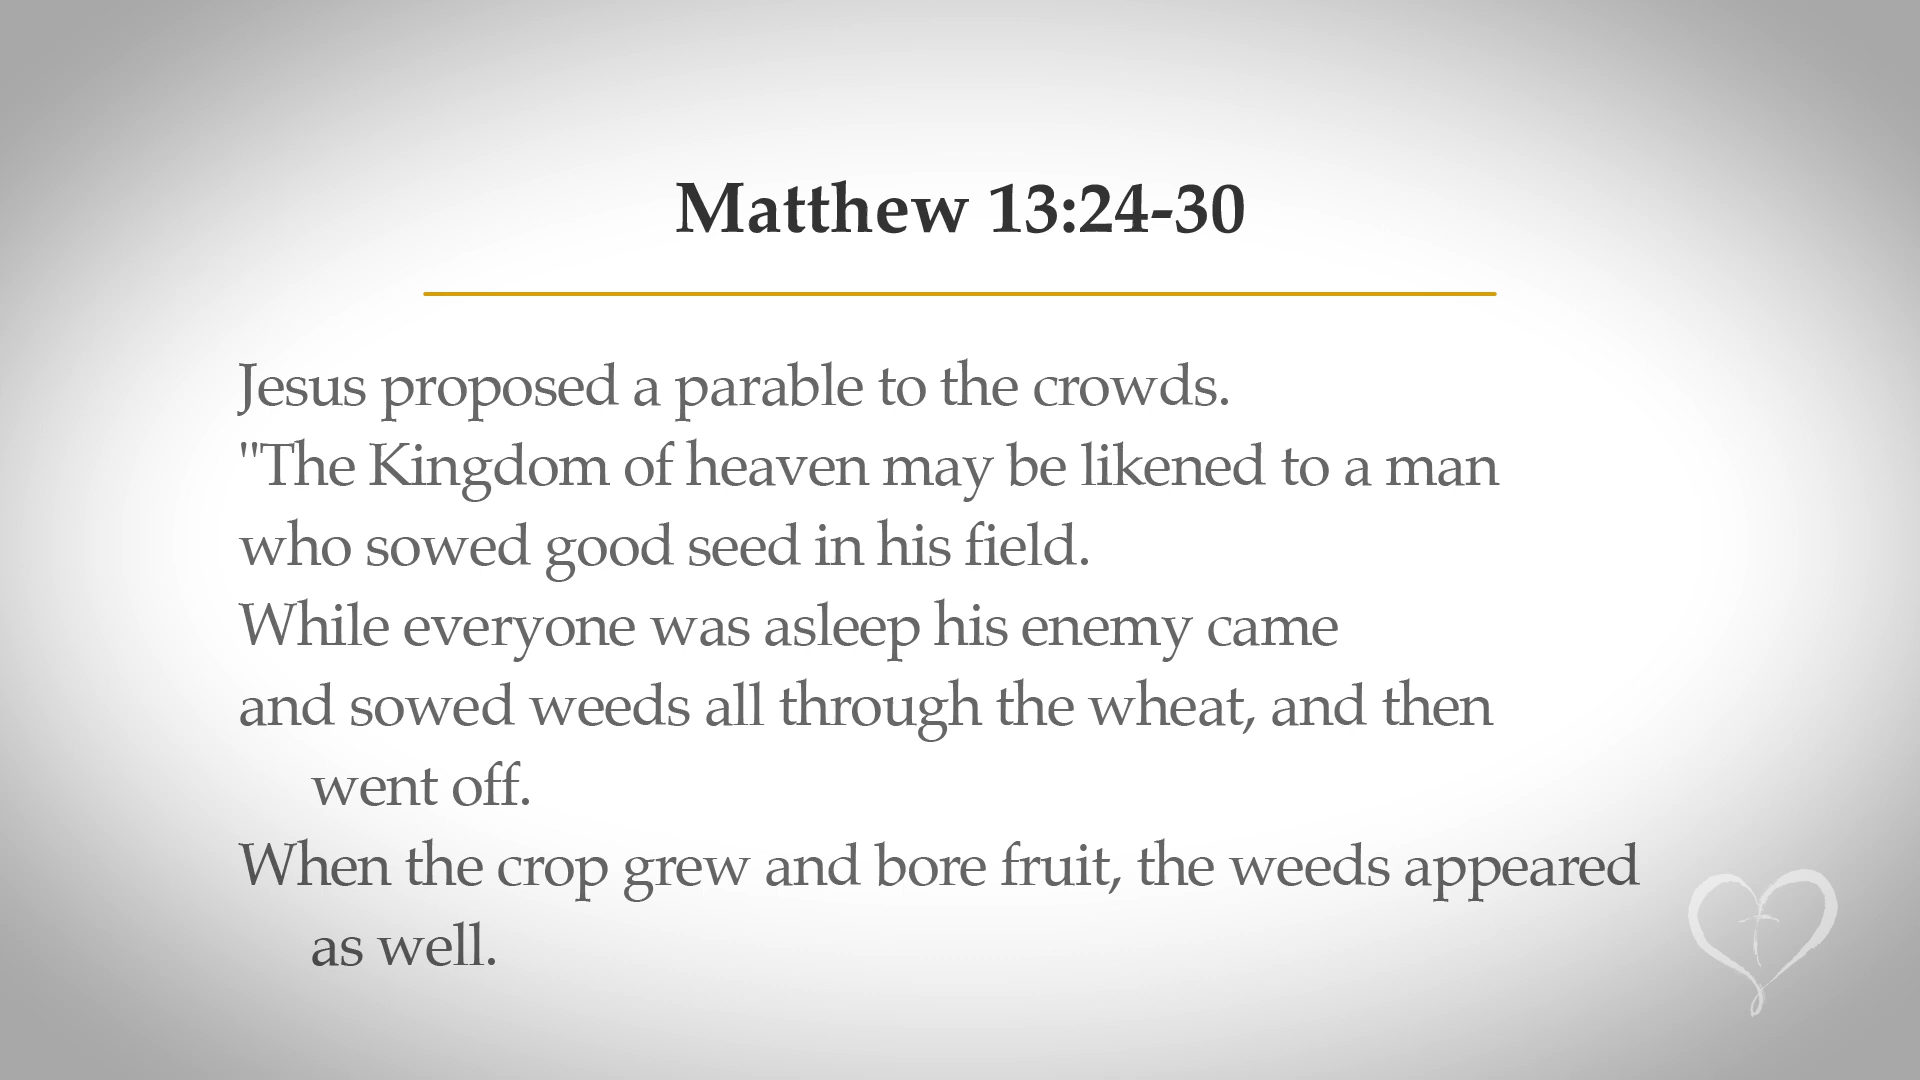 Matthew 13:24-30
Jesus proposed a parable to the crowds.
"The Kingdom of heaven may be likened to a man
who sowed good seed in his field.
While everyone was asleep his enemy came
and sowed weeds all through the wheat, and then
went off.
When the crop grew and bore fruit, the weeds appeared
as well.